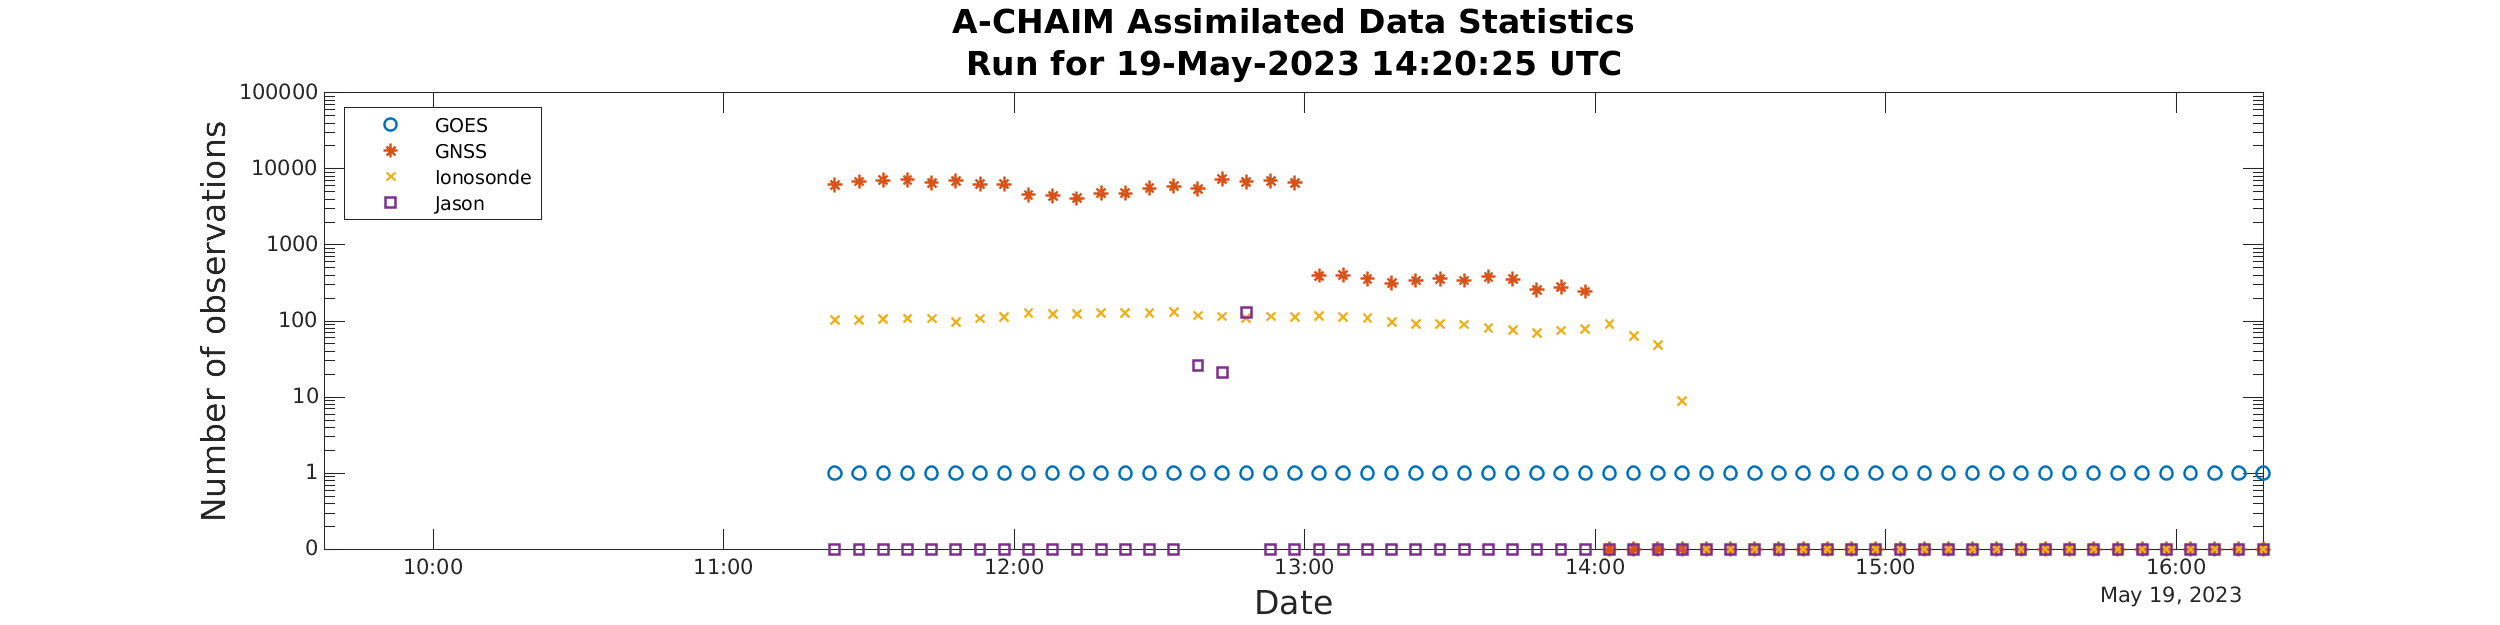 A-CHAIM Assimilated Data Statistics
Run for 19-May-2023 14:20:25 UTC
Number of observations
100000
10000
1000
100
10
1
0
GOES
GNSS
Ionosonde
Jason
10:00 11:00 12:00 13:00 14:00 15:00 16:00
May 19, 2023
Date